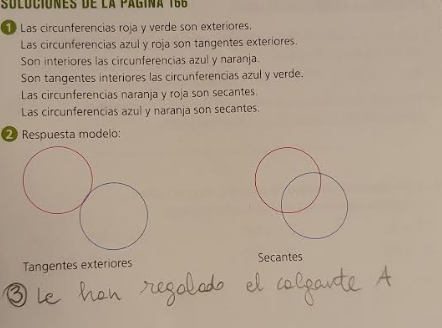 SOLUCIONES DE LA PÁGINA 166
1 Las circunferencias roja y verde son exteriores.
Las circunferencias azul y roja son tangentes exteriores.
Son interiores las circunferencias azul y naranja.
Son tangentes interiores las circunferencias azul y verde.
Las circunferencias naranja y roja son secantes.
Las circunferencias azul y naranja son secantes.
2 Respuesta modelo:
Tangentes exteriores
Secantes
3 Le han regalado el colgante A